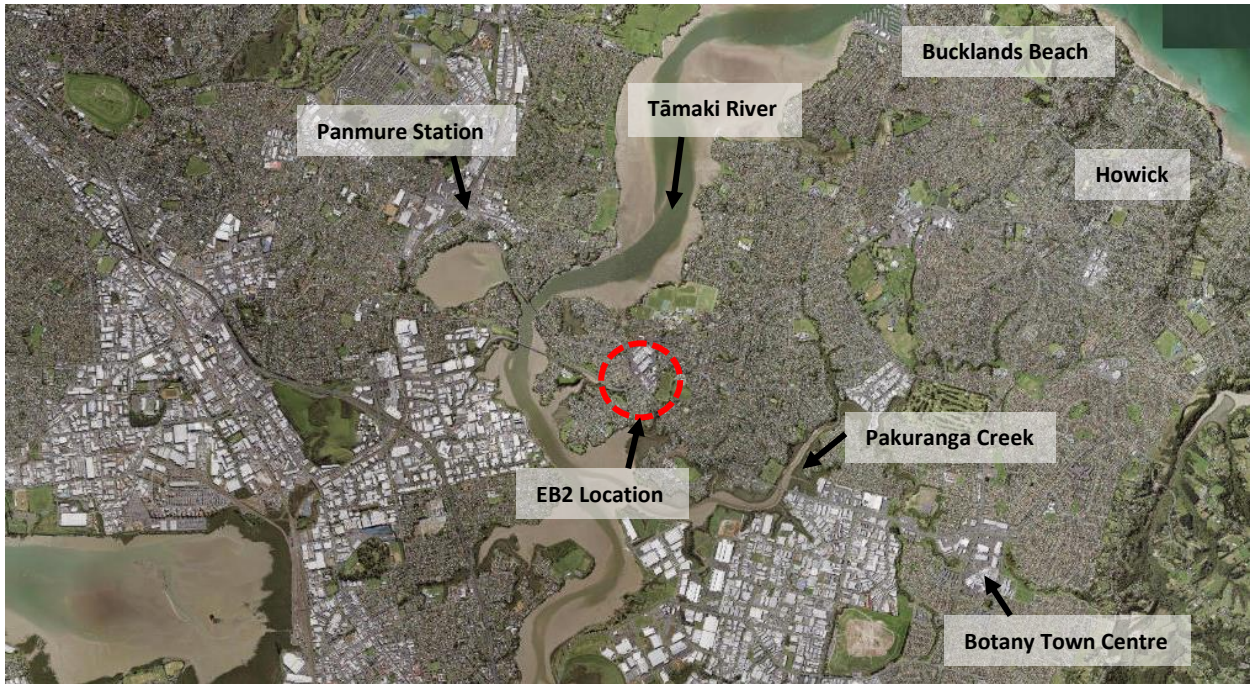 Bucklands Beach
Tāmaki River
Panmure Station
Howick
Pakuranga Creek
EB2 Location
Botany Town Centre